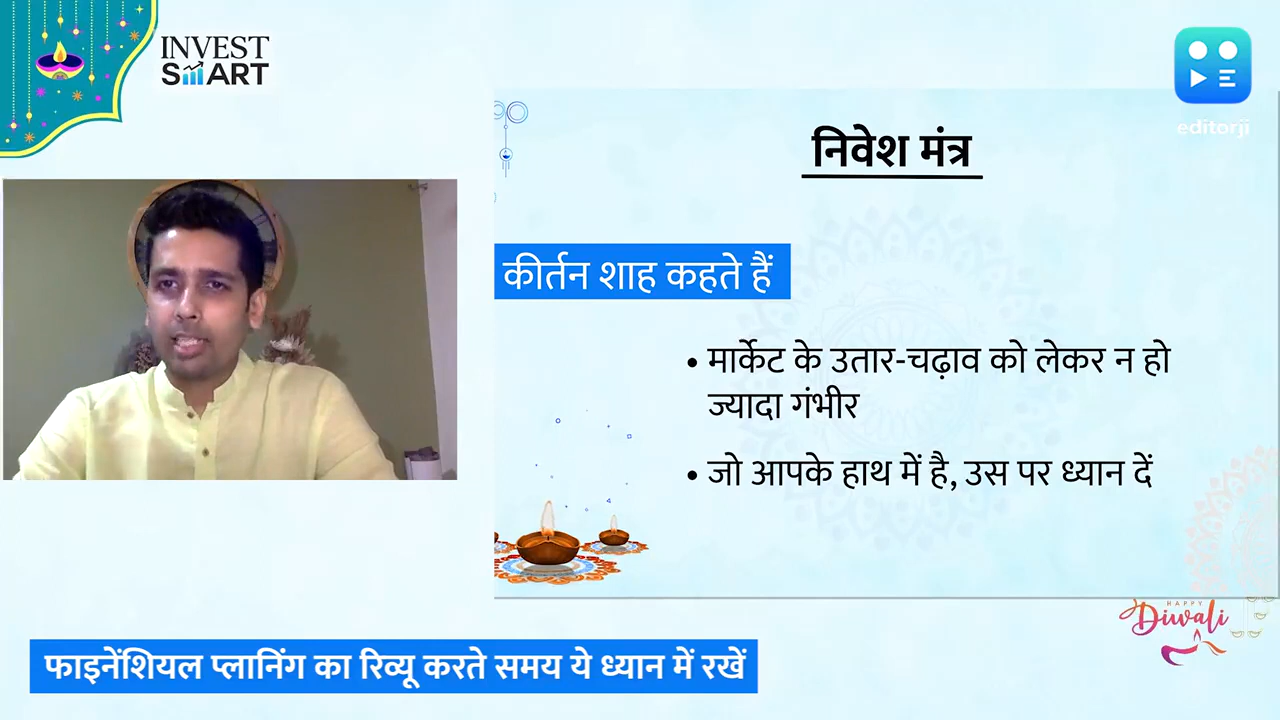 INVEST
SMART
editorji
निवेश मंत्र
कीर्तन शाह कहते हैं
• मार्केट के उतार-चढ़ाव को लेकर न हो
ज्यादा गंभीर
• जो आपके हाथ में है, उस पर ध्यान दें
HAPPY
Diwali
फाइनेंशियल प्लानिंग का रिव्यू करते समय ये ध्यान में रखें